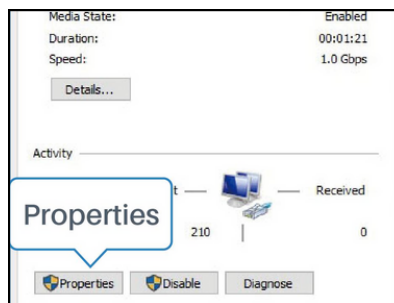 Media State: Enabled
Duration: 00:01:21
Speed: 1.0 Gbps
Details...
Activity
Received
Properties
210 0
Properties Disable Diagnose